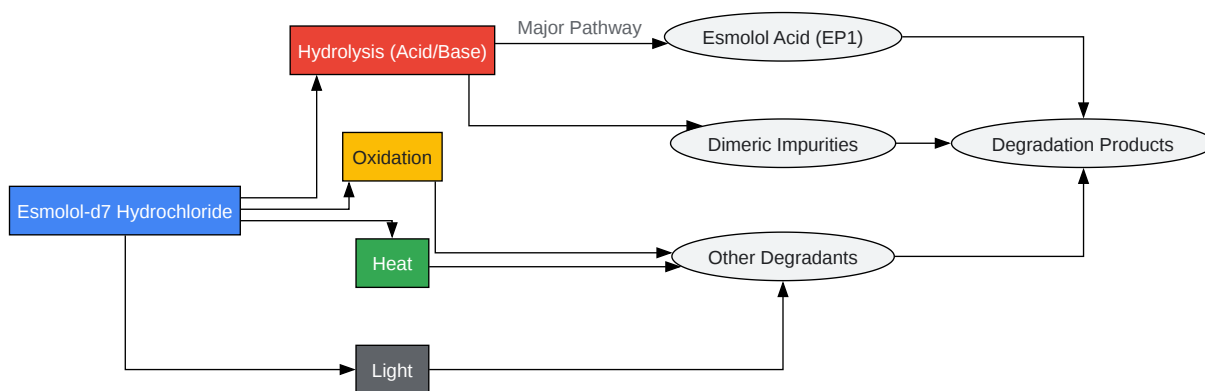 Major Pathway
Hydrolysis (Acid/Base)
Esmolol Acid (EP1)
Oxidation
Dimeric Impurities
Degradation Products
Esmolol-d7 Hydrochloride
Heat
Other Degradants
Light